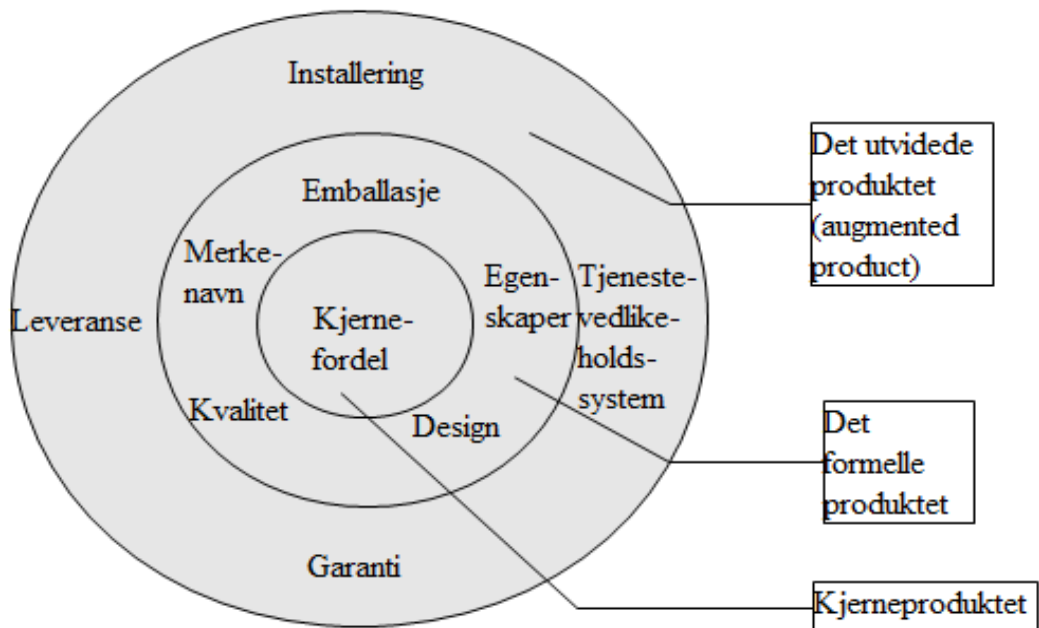 Installering
Emballasje
Merke-
navn
Egen-
skaper
Tjeneste-
vedlike-
holds-
system
Leveranse
Kjerne-
fordel
Kvalitet
Design
Garanti
Det utvidede
produktet
(augmented
product)
Det
formelle
produktet
Kjerneproduktet